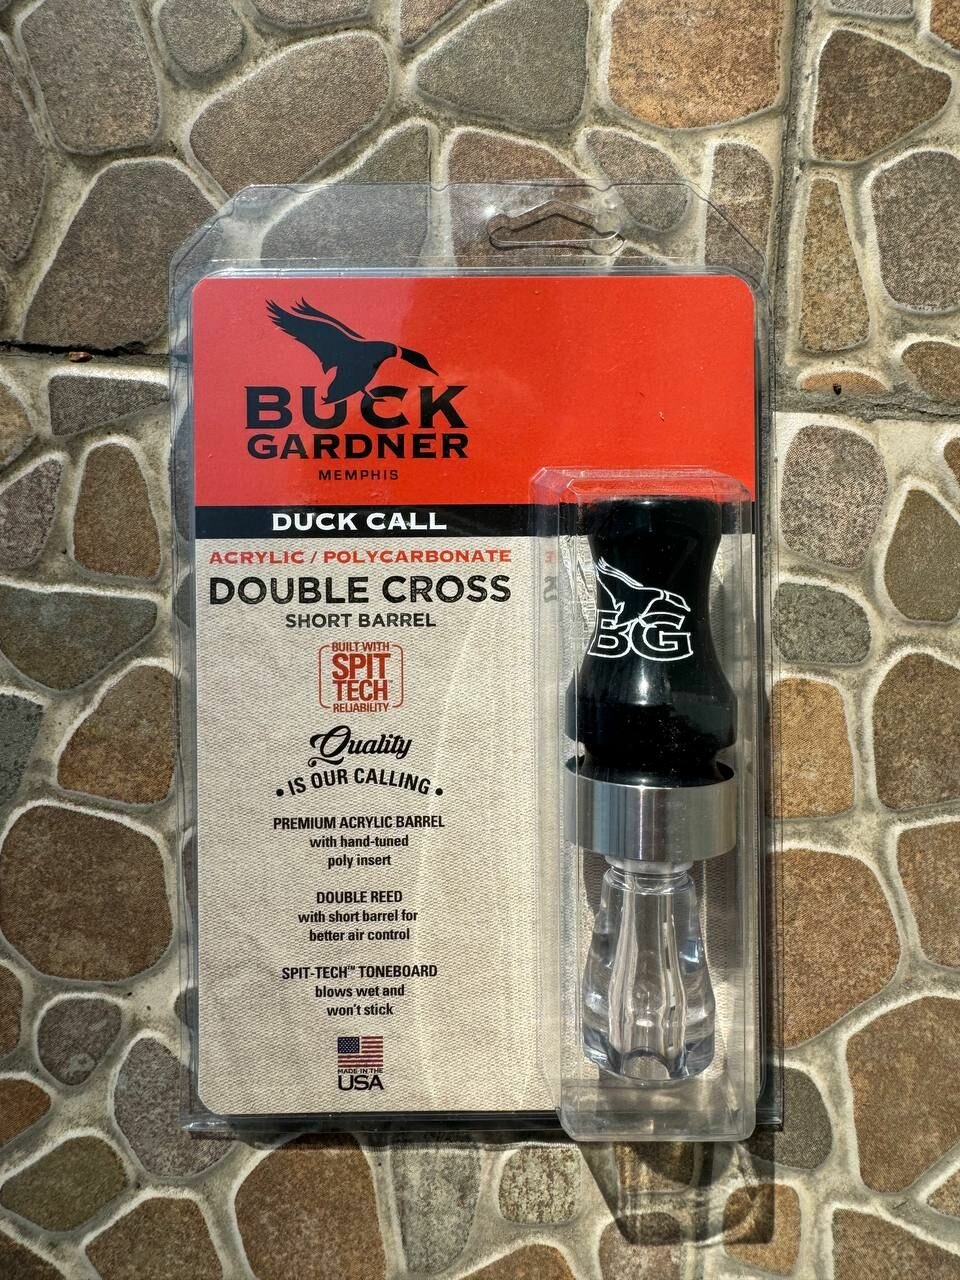 BUCK
GARDNER
MEMPHIS
DUCK CALL
ACRYLIC / POLYCARBONATE
DOUBLE CROSS
SHORT BARREL
BUILT WITH
SPIT
TECH™
RELIABILITY
Quality
• IS OUR CALLING •
PREMIUM ACRYLIC BARREL
with hand-tuned
poly insert
DOUBLE REED
with short barrel for
better air control
SPIT-TECH™ TONEBOARD
blows wet and
won't stick
MADE IN THE
USA
BG